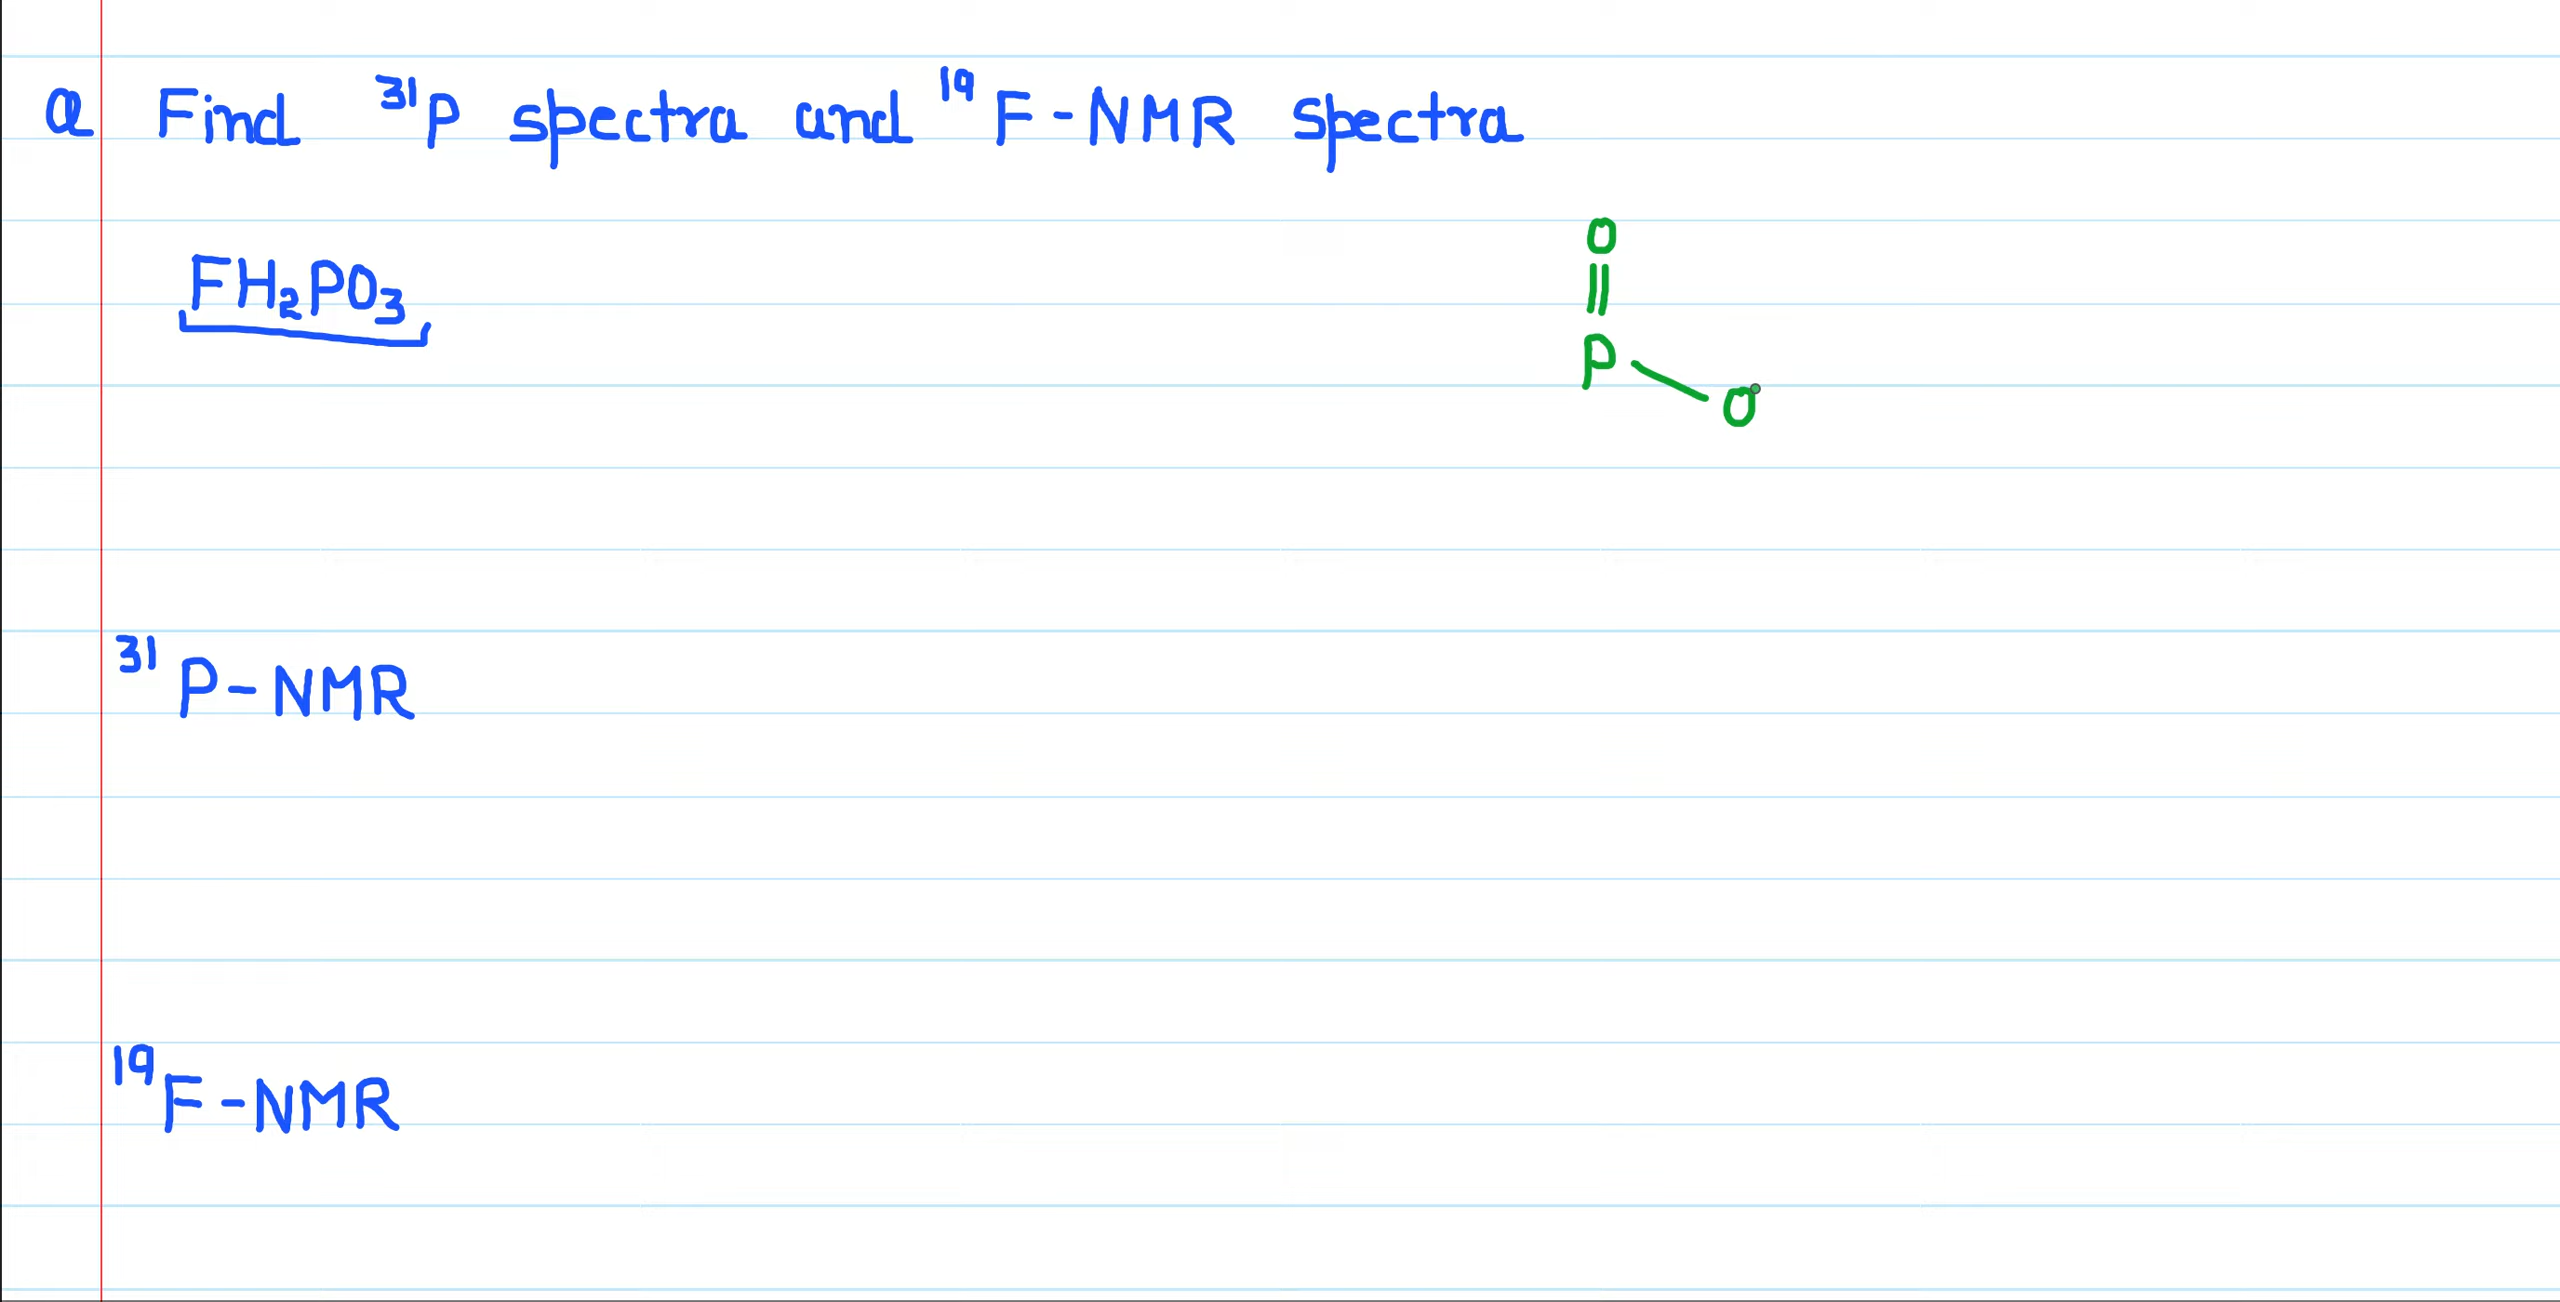 Q Find ³¹P spectra and ¹⁹F-NMR spectra
FH₂PO₃
O
P
O
³¹P-NMR
¹⁹F-NMR